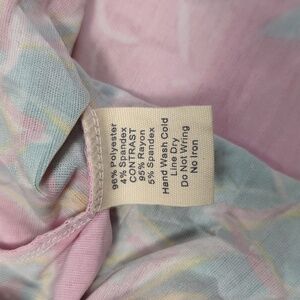 96% Polyester
4% Spandex
CONTRAST
95% Rayon
5% Spandex
Hand Wash Cold
Line Dry
Do Not Wring
No Iron